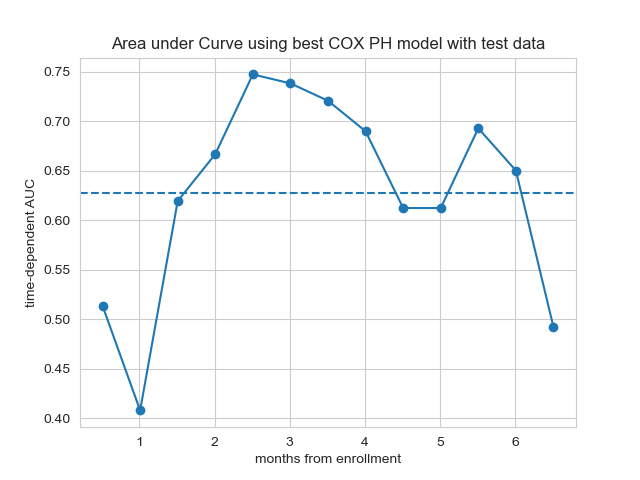 Area under Curve using best COX PH model with test data
0.75
0.70
0.65
0.60
0.55
0.50
0.45
0.40
time-dependent AUC
1 2 3 4 5 6
months from enrollment